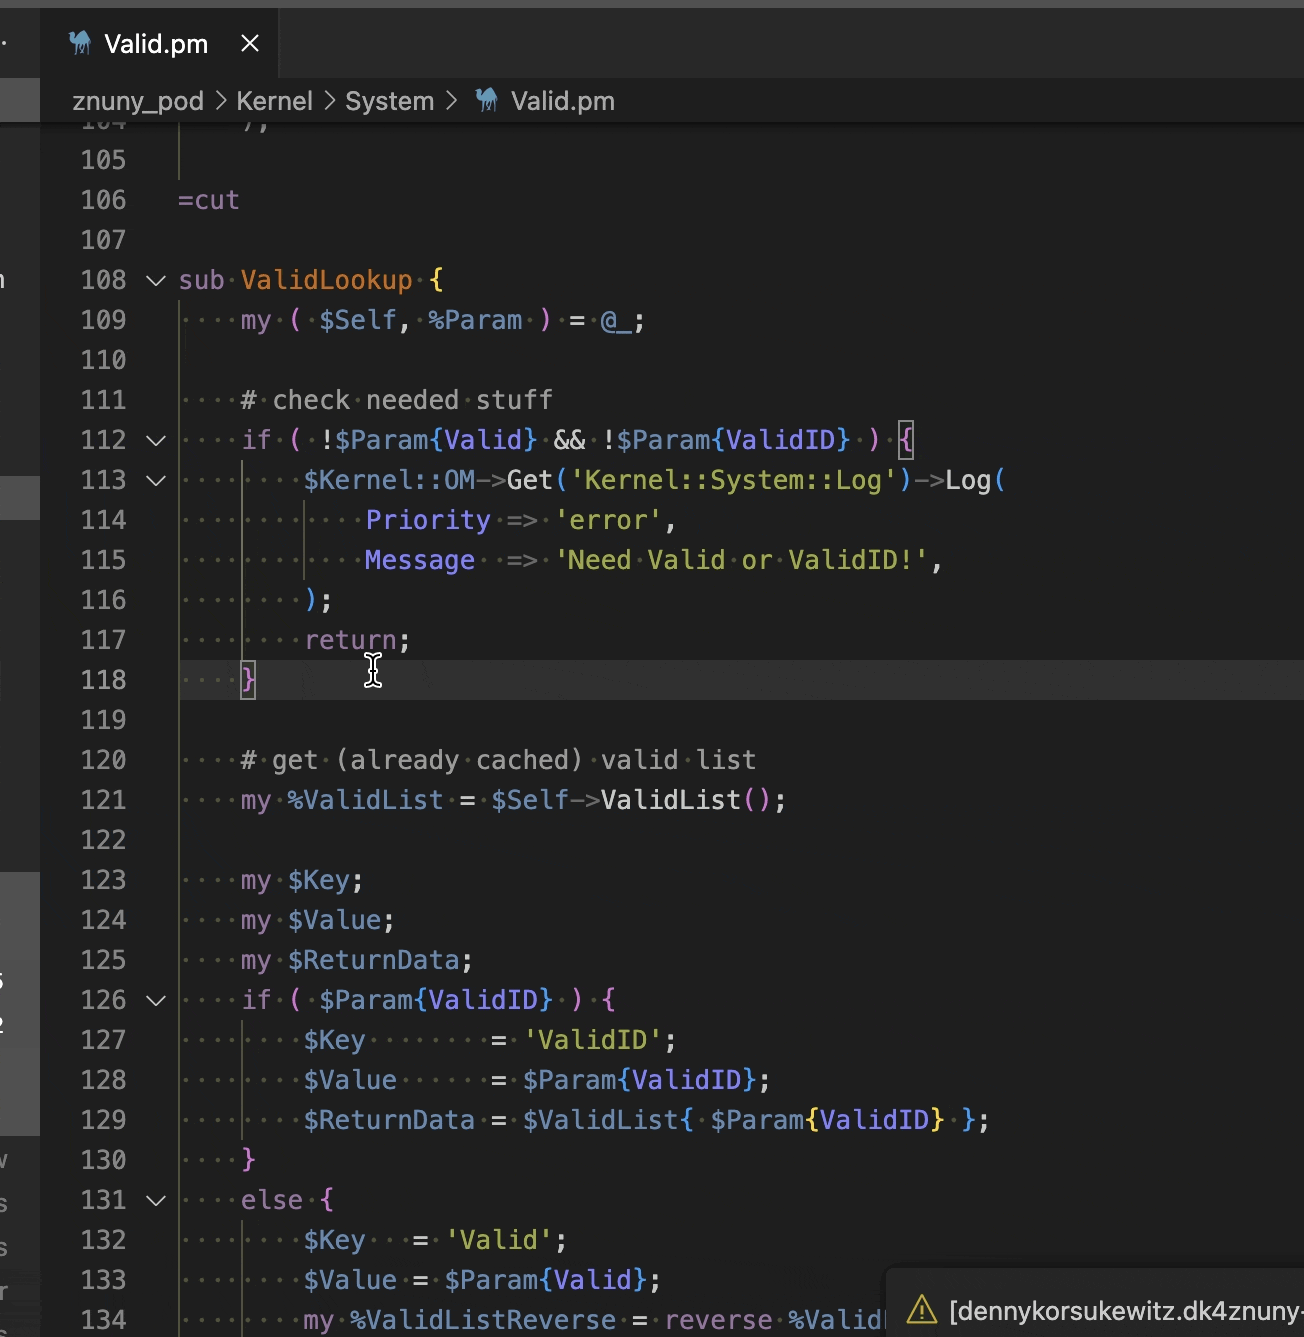 Valid.pm
znuny_pod > Kernel > System > Valid.pm
104 );
105
106 =cut
107
108 sub ValidLookup {
109 my ( $Self, %Param ) = @_;
110
111 # check needed stuff
112 if ( !$Param{Valid} && !$Param{ValidID} ) {
113 $Kernel::OM->Get('Kernel::System::Log')->Log(
114 Priority => 'error',
115 Message  => 'Need Valid or ValidID!',
116 );
117 return;
118 }
119
120 # get (already cached) valid list
121 my %ValidList = $Self->ValidList();
122
123 my $Key;
124 my $Value;
125 my $ReturnData;
126 if ( $Param{ValidID} ) {
127 $Key        = 'ValidID';
128 $Value      = $Param{ValidID};
129 $ReturnData = $ValidList{ $Param{ValidID} };
130 }
131 else {
132 $Key   = 'Valid';
133 $Value = $Param{Valid};
134 my %ValidListReverse = reverse %Valid
[dennykorsukewitz.dk4znuny-